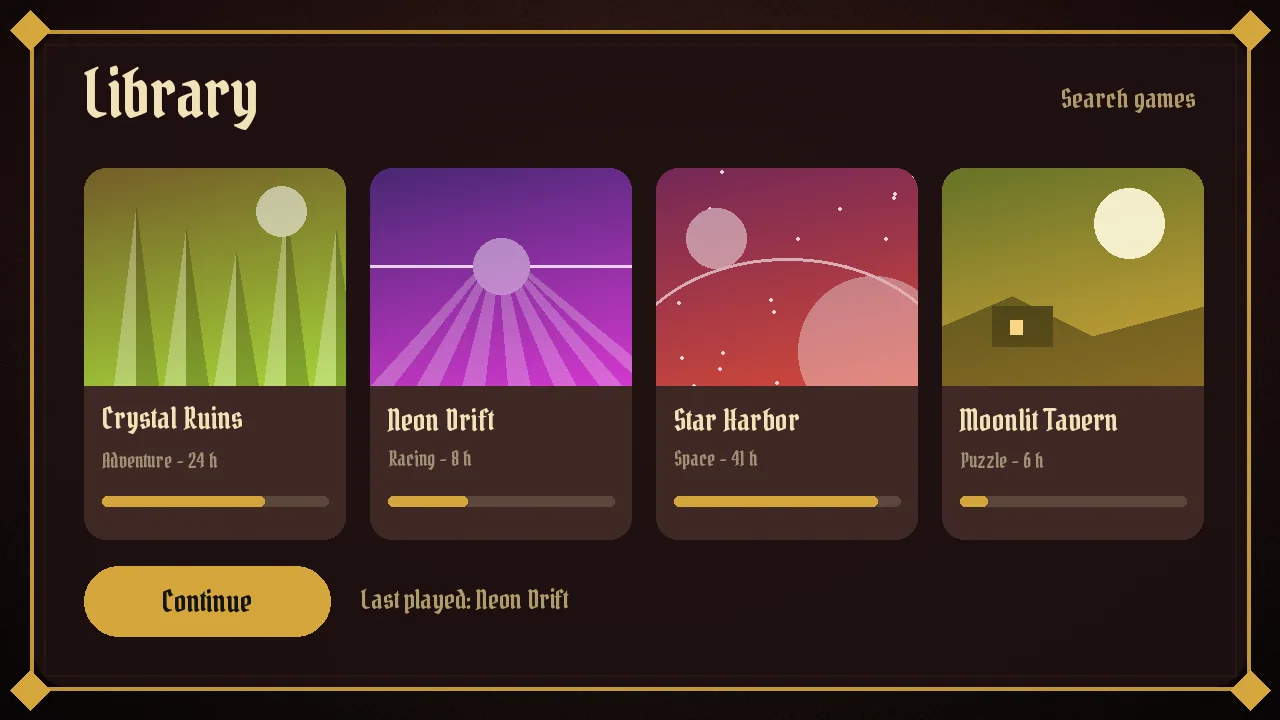 Library
Search games
Crystal Ruins
Adventure - 24 h
Neon Drift
Racing - 8 h
Star Harbor
Space - 41 h
Moonlit Tavern
Puzzle - 6 h
Continue
Last played: Neon Drift